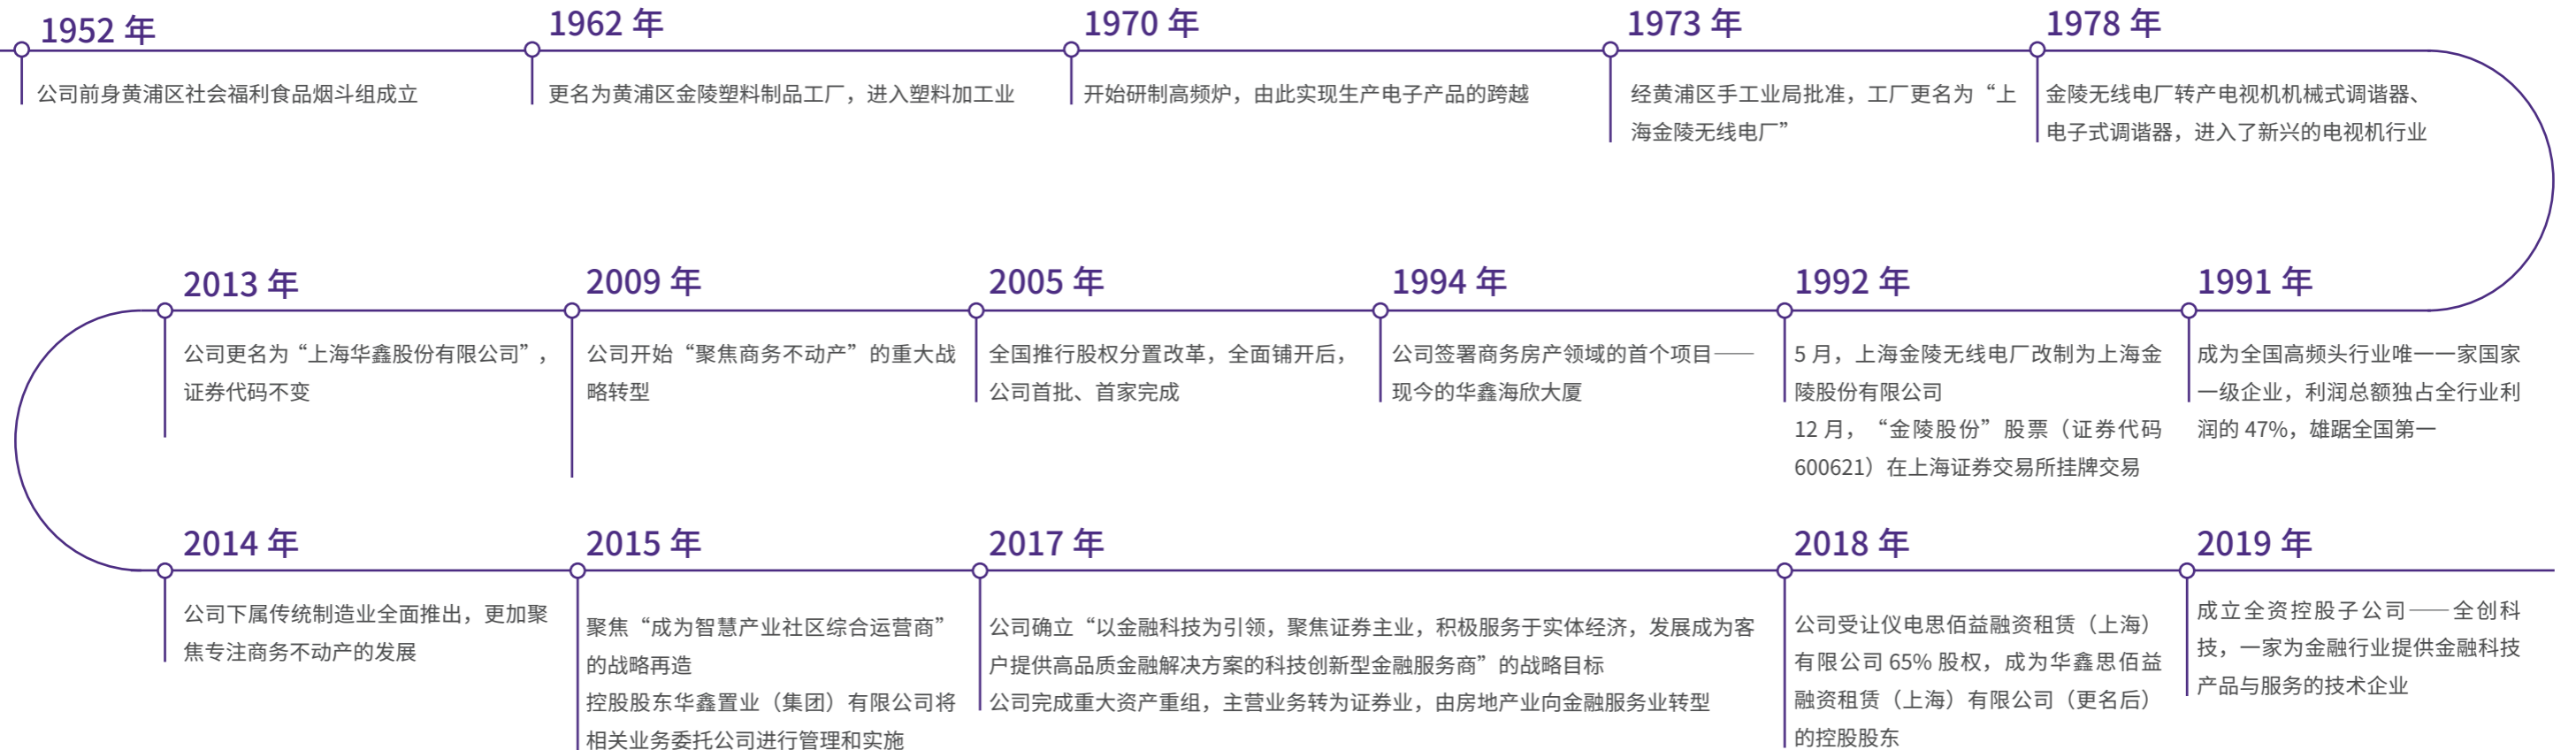 1952 年
公司前身黄浦区社会福利食品烟斗组成立
1962 年
更名为黄浦区金陵塑料制品工厂，进入塑料加工业
1970 年
开始研制高频炉，由此实现生产电子产品的跨越
1973 年
经黄浦区手工业局批准，工厂更名为“上
海金陵无线电厂”
1978 年
金陵无线电厂转产电视机机械式调谐器、
电子式调谐器，进入了新兴的电视机行业
1991 年
成为全国高频头行业唯一一家国家
一级企业，利润总额独占全行业利
润的 47%，雄踞全国第一
1992 年
5 月，上海金陵无线电厂改制为上海金
陵股份有限公司
12 月，“金陵股份”股票（证券代码
600621）在上海证券交易所挂牌交易
1994 年
公司签署商务房产领域的首个项目——
现今的华鑫海欣大厦
2005 年
全国推行股权分置改革，全面铺开后，
公司首批、首家完成
2009 年
公司开始“聚焦商务不动产”的重大战
略转型
2013 年
公司更名为“上海华鑫股份有限公司”，
证券代码不变
2014 年
公司下属传统制造业全面推出，更加聚
焦专注商务不动产的发展
2015 年
聚焦“成为智慧产业社区综合运营商”
的战略再造
控股股东华鑫置业（集团）有限公司将
相关业务委托公司进行管理和实施
2017 年
公司确立“以金融科技为引领，聚焦证券主业，积极服务于实体经济，发展成为客
户提供高品质金融解决方案的科技创新型金融服务商”的战略目标
公司完成重大资产重组，主营业务转为证券业，由房地产业向金融服务业转型
2018 年
公司受让仪电思佰益融资租赁（上海）
有限公司 65% 股权，成为华鑫思佰益
融资租赁（上海）有限公司（更名后）
的控股股东
2019 年
成立全资控股子公司——全创科
技，一家为金融行业提供金融科技
产品与服务的技术企业